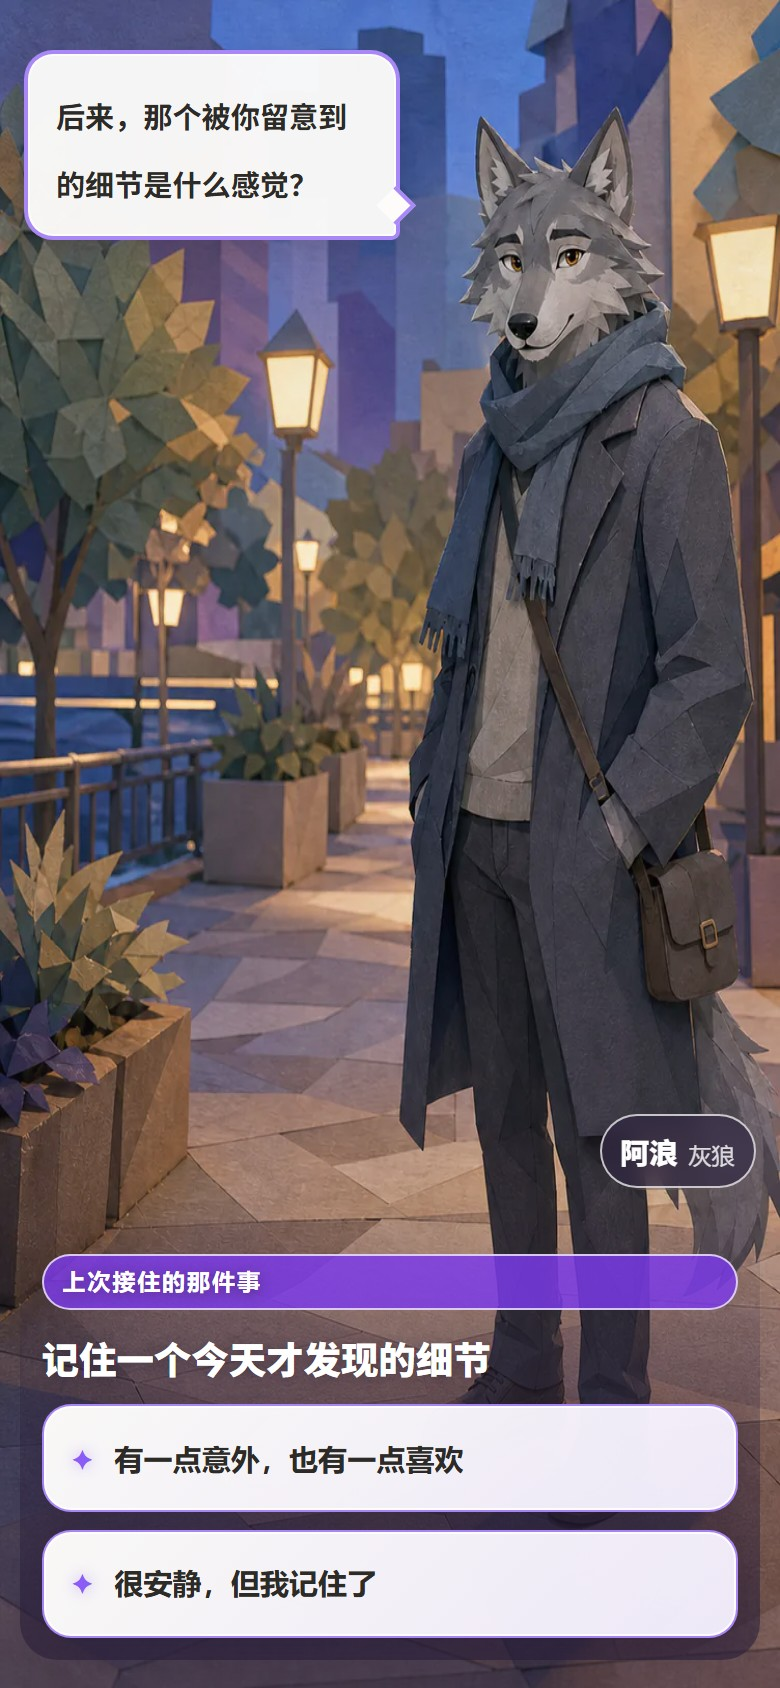 后来，那个被你留意到
的细节是什么感觉？
阿浪 灰狼
上次接住的那件事
记住一个今天才发现的细节
有一点意外，也有一点喜欢
很安静，但我记住了